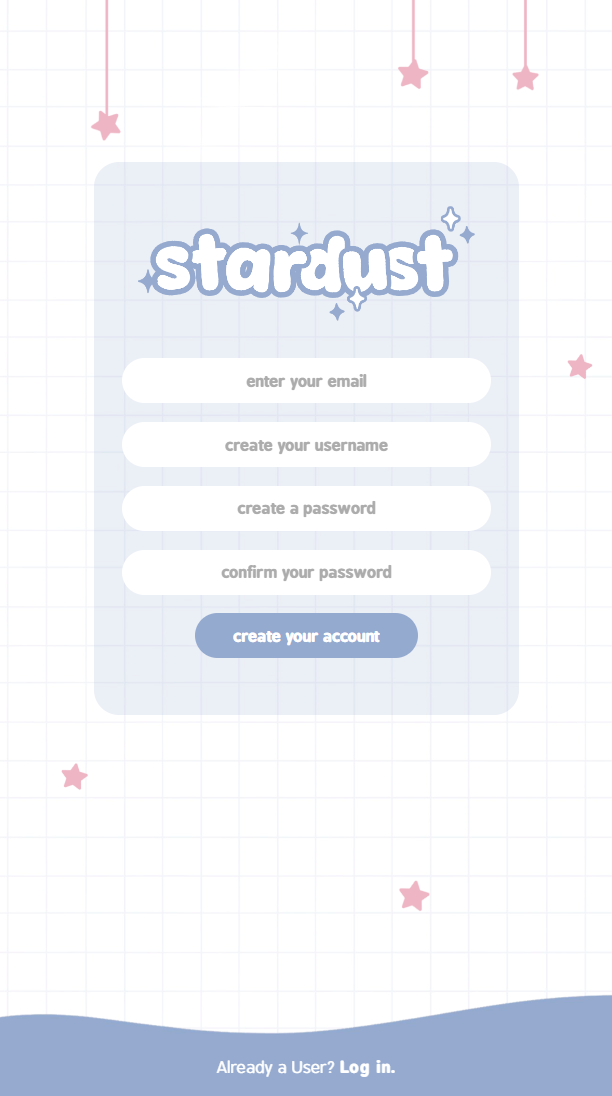 stardust
enter your email
create your username
create a password
confirm your password
create your account
Already a User? Log in.